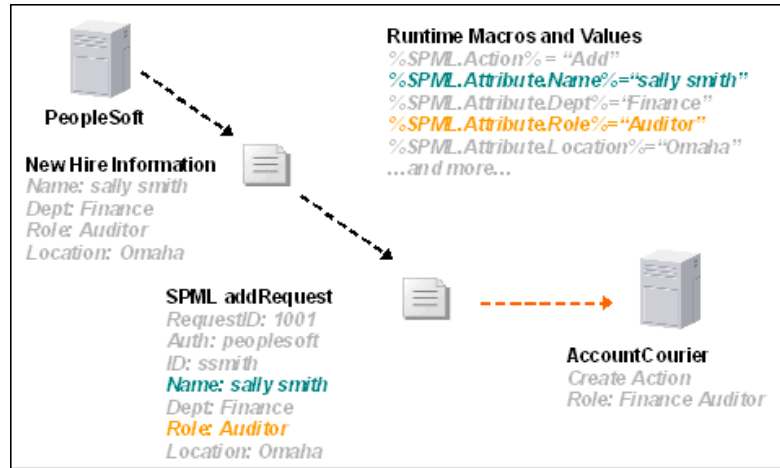 PeopleSoft
New Hire Information
Name: sally smith
Dept: Finance
Role: Auditor
Location: Omaha
Runtime Macros and Values
%SPML.Action% = “Add”
%SPML.Attribute.Name%=“sally smith”
%SPML.Attribute.Dept%=“Finance”
%SPML.Attribute.Role%=“Auditor”
%SPML.Attribute.Location%=“Omaha”
…and more…
SPML addRequest
RequestID: 1001
Auth: peoplesoft
ID: ssmith
Name: sally smith
Dept: Finance
Role: Auditor
Location: Omaha
AccountCourier
Create Action
Role: Finance Auditor